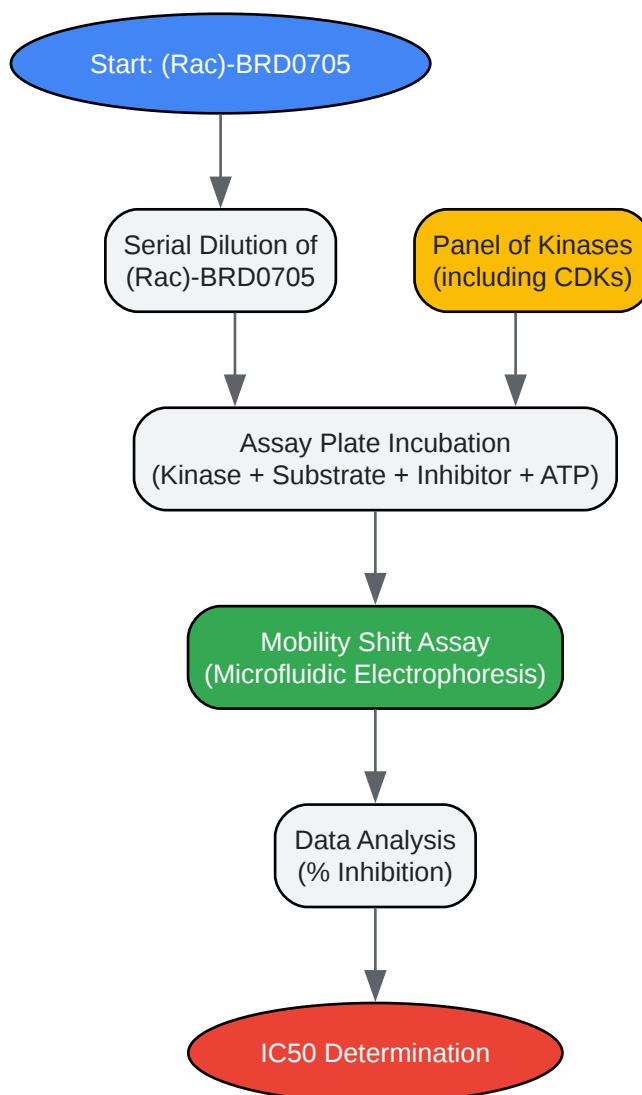 Start: (Rac)-BRD0705
Serial Dilution of
(Rac)-BRD0705
Panel of Kinases
(including CDKs)
Assay Plate Incubation
(Kinase + Substrate + Inhibitor + ATP)
Mobility Shift Assay
(Microfluidic Electrophoresis)
Data Analysis
(% Inhibition)
IC50 Determination